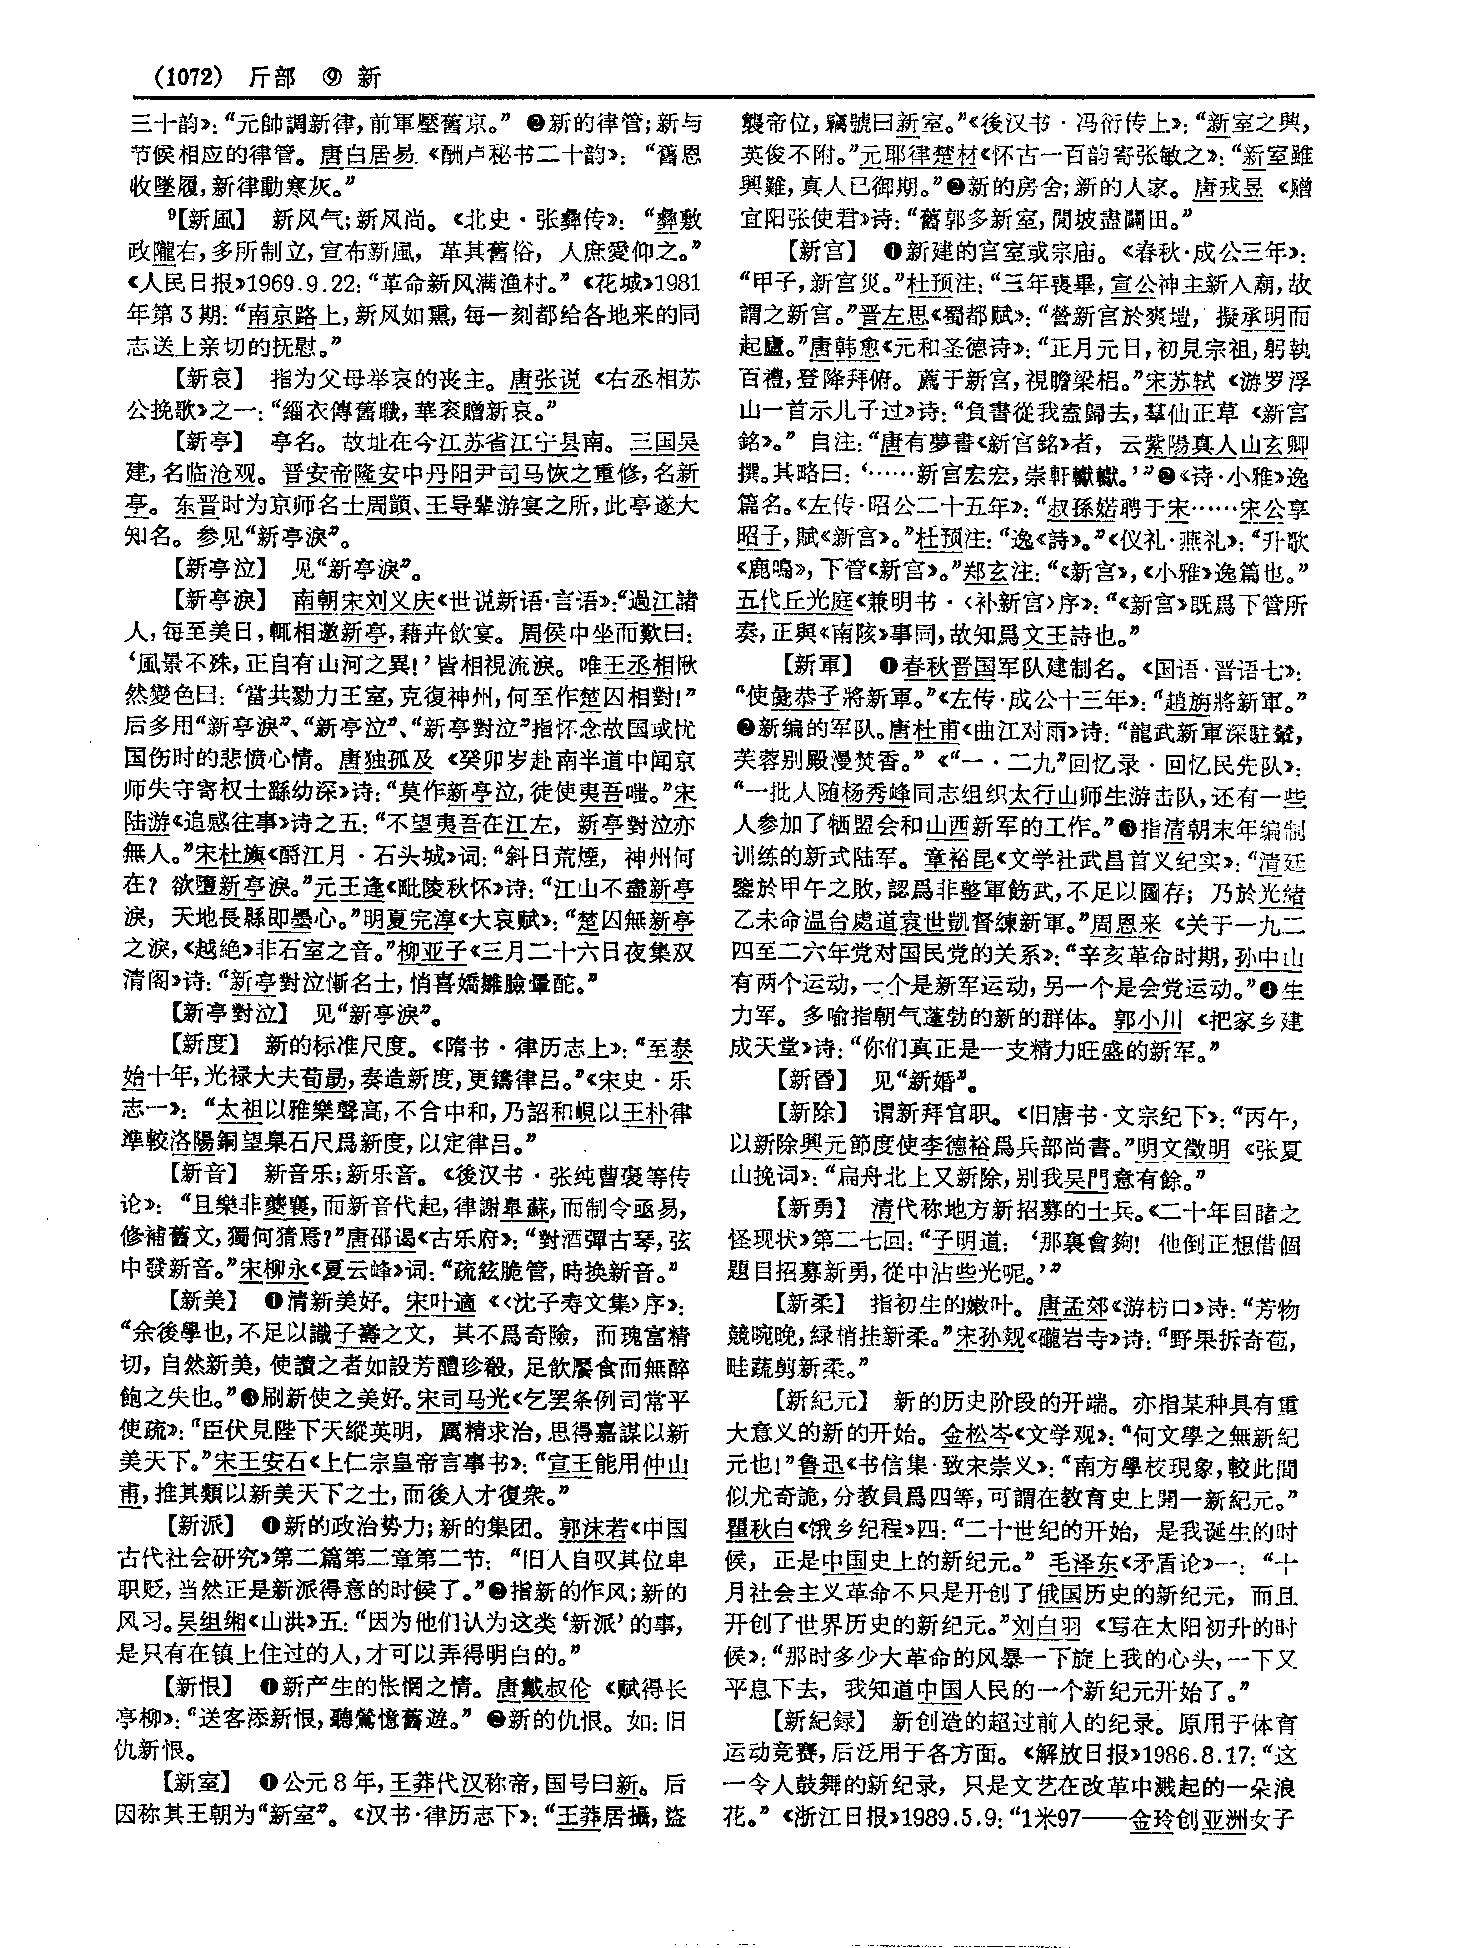 (1072) 斤部 ⑨ 新
三十韵》：“元帥調新律，前軍壓舊京。” ❷新的律管；新与
节候相应的律管。唐白居易《酬卢秘书二十韵》：“舊恩
收墜履，新律動寒灰。”
⁹【新風】 新风气；新风尚。《北史·张彝传》：“彝敷
政隴右，多所制立，宣布新風，革其舊俗，人庶愛仰之。”
《人民日报》1969.9.22：“革命新风满渔村。”《花城》1981
年第3期：“南京路上，新风如熏，每一刻都给各地来的同
志送上亲切的抚慰。”
【新哀】 指为父母举哀的丧主。唐张说《右丞相苏
公挽歌》之一：“緇衣傳舊職，華衮贈新哀。”
【新亭】 亭名。故址在今江苏省江宁县南。三国吴
建，名临沧观。晋安帝隆安中丹阳尹司马恢之重修，名新
亭。东晋时为京师名士周顗、王导辈游宴之所，此亭遂大
知名。参见“新亭淚”。
【新亭泣】 见“新亭淚”。
【新亭淚】 南朝宋刘义庆《世说新语·言语》：“過江諸
人，每至美日，輒相邀新亭，藉卉飲宴。周侯中坐而歎曰：
‘風景不殊，正自有山河之異！’皆相視流淚。唯王丞相愀
然變色曰：‘當共勠力王室，克復神州，何至作楚囚相對！”
后多用“新亭淚”、“新亭泣”、“新亭對泣”指怀念故国或忧
国伤时的悲愤心情。唐独孤及《癸卯岁赴南半道中闻京
师失守寄权士繇幼深》诗：“莫作新亭泣，徒使夷吾嗤。”宋
陆游《追感往事》诗之五：“不望夷吾在江左，新亭對泣亦
無人。”宋杜旟《酹江月·石头城》词：“斜日荒煙，神州何
在？欲墮新亭淚。”元王逢《毗陵秋怀》诗：“江山不盡新亭
淚，天地長縣即墨心。”明夏完淳《大哀赋》：“楚囚無新亭
之淚，《越絶》非石室之音。”柳亚子《三月二十六日夜集双
清阁》诗：“新亭對泣慚名士，悄喜嬌雛臉暈酡。”
【新亭對泣】 见“新亭淚”。
【新度】 新的标准尺度。《隋书·律历志上》：“至泰
始十年，光禄大夫荀勗，奏造新度，更鑄律吕。”《宋史·乐
志一》：“太祖以雅樂聲高，不合中和，乃詔和峴以王朴律
準較洛陽銅望臬石尺爲新度，以定律吕。”
【新音】 新音乐；新乐音。《後汉书·张纯曹褒等传
论》：“且樂非夔襄，而新音代起，律謝皋蘇，而制令亟易，
修補舊文，獨何猜焉？”唐邵谒《古乐府》：“對酒彈古琴，弦
中發新音。”宋柳永《夏云峰》词：“疏絃脆管，時换新音。”
【新美】 ❶清新美好。宋叶適《〈沈子寿文集〉序》：
“余後學也，不足以識子壽之文，其不爲奇險，而瑰富精
切，自然新美，使讀之者如設芳醴珍殽，足飲饜食而無醉
飽之失也。”❷刷新使之美好。宋司马光《乞罢条例司常平
使疏》：“臣伏見陛下天縱英明，厲精求治，思得嘉謀以新
美天下。”宋王安石《上仁宗皇帝言事书》：“宣王能用仲山
甫，推其類以新美天下之士，而後人才復衆。”
【新派】 ❶新的政治势力；新的集团。郭沫若《中国
古代社会研究》第二篇第二章第二节：“旧人自叹其位卑
职贬，当然正是新派得意的时候了。”❷指新的作风；新的
风习。吴组缃《山洪》五：“因为他们认为这类‘新派’的事，
是只有在镇上住过的人，才可以弄得明白的。”
【新恨】 ❶新产生的怅惘之情。唐戴叔伦《赋得长
亭柳》：“送客添新恨，聽鶯憶舊遊。” ❷新的仇恨。如：旧
仇新恨。
【新室】 ❶公元8年，王莽代汉称帝，国号曰新。后
因称其王朝为“新室”。《汉书·律历志下》：“王莽居攝，盜
襲帝位，竊號曰新室。”《後汉书·冯衍传上》：“新室之興，
英俊不附。”元耶律楚材《怀古一百韵寄张敏之》：“新室雖
興難，真人已御期。”❷新的房舍；新的人家。唐戎昱《赠
宜阳张使君》诗：“舊郭多新室，閒坡盡闢田。”
【新宫】 ❶新建的宫室或宗庙。《春秋·成公三年》：
“甲子，新宫災。”杜预注：“三年喪畢，宣公神主新入廟，故
謂之新宫。”晋左思《蜀都赋》：“營新宫於爽塏，擬承明而
起廬。”唐韩愈《元和圣德诗》：“正月元日，初見宗祖，躬執
百禮，登降拜俯。薦于新宫，視瞻梁梠。”宋苏轼《游罗浮
山一首示儿子过》诗：“負書從我盍歸去，羣仙正草《新宫
銘》。” 自注：“唐有夢書《新宫銘》者，云紫陽真人山玄卿
撰。其略曰：‘……新宫宏宏，崇軒轔轔。’”❷《诗·小雅》逸
篇名。《左传·昭公二十五年》：“叔孫婼聘于宋……宋公享
昭子，賦《新宫》。”杜预注：“逸《詩》。”《仪礼·燕礼》：“升歌
《鹿鳴》，下管《新宫》。”郑玄注：“《新宫》，《小雅》逸篇也。”
五代丘光庭《兼明书·〈补新宫〉序》：“《新宫》既爲下管所
奏，正與《南陔》事同，故知爲文王詩也。”
【新軍】 ❶春秋晋国军队建制名。《国语·晋语七》：
“使彘恭子將新軍。”《左传·成公十三年》：“趙旃將新軍。”
❷新编的军队。唐杜甫《曲江对雨》诗：“龍武新軍深駐輦，
芙蓉别殿漫焚香。”《“一·二九”回忆录·回忆民先队》：
“一批人随杨秀峰同志组织太行山师生游击队，还有一些
人参加了牺盟会和山西新军的工作。”❸指清朝末年编制
训练的新式陆军。章裕昆《文学社武昌首义纪实》：“清廷
鑒於甲午之敗，認爲非整軍飭武，不足以圖存；乃於光緒
乙未命温台處道袁世凱督練新軍。”周恩来《关于一九二
四至二六年党对国民党的关系》：“辛亥革命时期，孙中山
有两个运动，一个是新军运动，另一个是会党运动。”❹生
力军。多喻指朝气蓬勃的新的群体。郭小川《把家乡建
成天堂》诗：“你们真正是一支精力旺盛的新军。”
【新昏】 见“新婚”。
【新除】 谓新拜官职。《旧唐书·文宗纪下》：“丙午，
以新除興元節度使李德裕爲兵部尚書。”明文徵明《张夏
山挽词》：“扁舟北上又新除，别我吴門意有餘。”
【新勇】 清代称地方新招募的士兵。《二十年目睹之
怪现状》第二七回：“子明道：‘那裏會夠！他倒正想借個
題目招募新勇，從中沾些光呢。’”
【新柔】 指初生的嫩叶。唐孟郊《游枋口》诗：“芳物
競晼晚，緑梢挂新柔。”宋孙觌《礲岩寺》诗：“野果拆奇苞，
畦蔬剪新柔。”
【新紀元】 新的历史阶段的开端。亦指某种具有重
大意义的新的开始。金松岑《文学观》：“何文學之無新紀
元也！”鲁迅《书信集·致宋崇义》：“南方學校現象，較此間
似尤奇詭，分教員爲四等，可謂在教育史上開一新紀元。”
瞿秋白《饿乡纪程》四：“二十世纪的开始，是我诞生的时
候，正是中国史上的新纪元。” 毛泽东《矛盾论》一：“十
月社会主义革命不只是开创了俄国历史的新纪元，而且
开创了世界历史的新纪元。”刘白羽《写在太阳初升的时
候》：“那时多少大革命的风暴一下旋上我的心头，一下又
平息下去，我知道中国人民的一个新纪元开始了。”
【新紀録】 新创造的超过前人的纪录。原用于体育
运动竞赛，后泛用于各方面。《解放日报》1986.8.17：“这
一令人鼓舞的新纪录，只是文艺在改革中溅起的一朵浪
花。”《浙江日报》1989.5.9：“1米97——金玲创亚洲女子